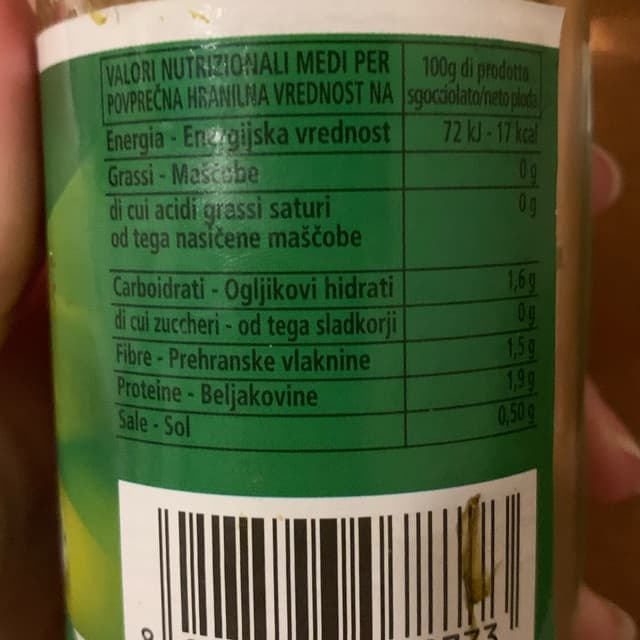 VALORI NUTRIZIONALI MEDI PER 100g di prodotto
POVPREČNA HRANILNA VREDNOST NA sgocciolato/neto ploda
Energia - Energijska vrednost 72 kJ - 17 kcal
Grassi - Maščobe 0 g
di cui acidi grassi saturi 0 g
od tega nasičene maščobe
Carboidrati - Ogljikovi hidrati 1,6 g
di cui zuccheri - od tega sladkorji 0 g
Fibre - Prehranske vlaknine 1,5 g
Proteine - Beljakovine 1,9 g
Sale - Sol 0,50 g